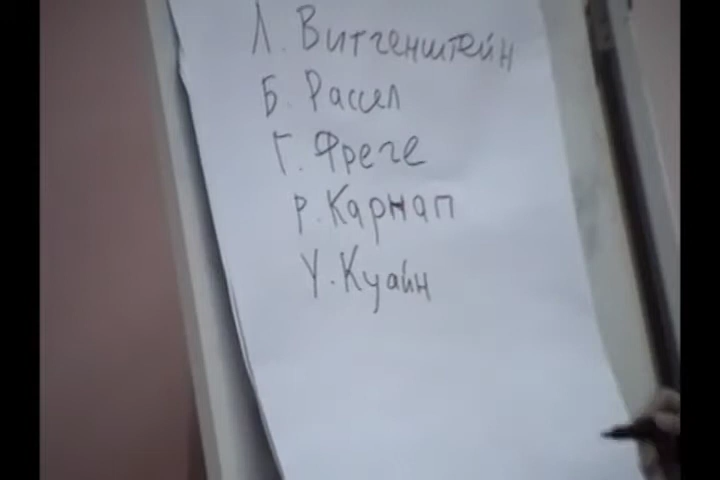 Л. Витгенштейн
Б. Рассел
Г. Фреге
Р. Карнап
У. Куайн